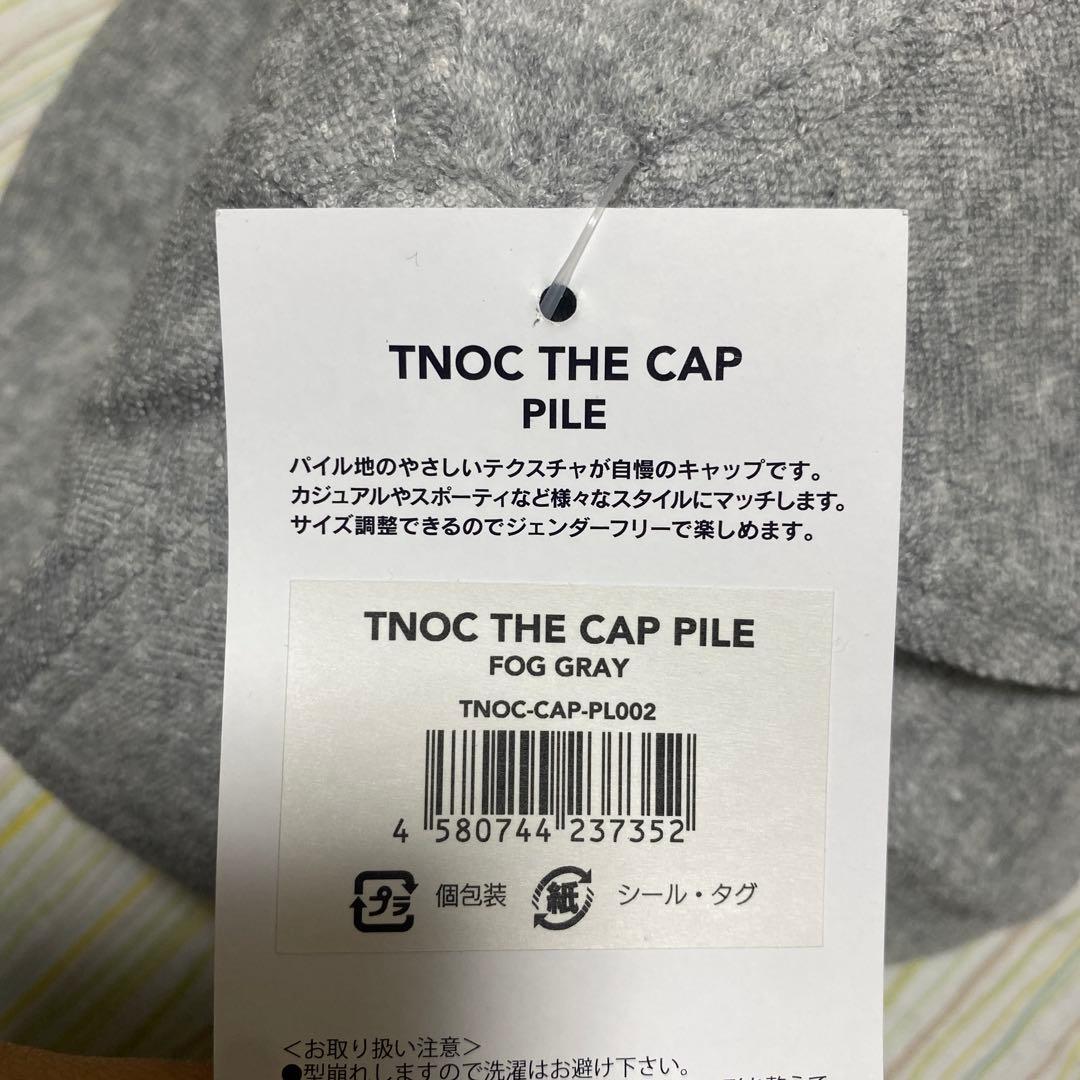 TNOC THE CAP
PILE
パイル地のやさしいテクスチャが自慢のキャップです。
カジュアルやスポーティなど様々なスタイルにマッチします。
サイズ調整できるのでジェンダーフリーで楽しめます。
TNOC THE CAP PILE
FOG GRAY
TNOC-CAP-PL002
4 580744 237352
プラ 個包装 紙 シール・タグ
＜お取り扱い注意＞
●型崩れしますので洗濯はお避け下さい。